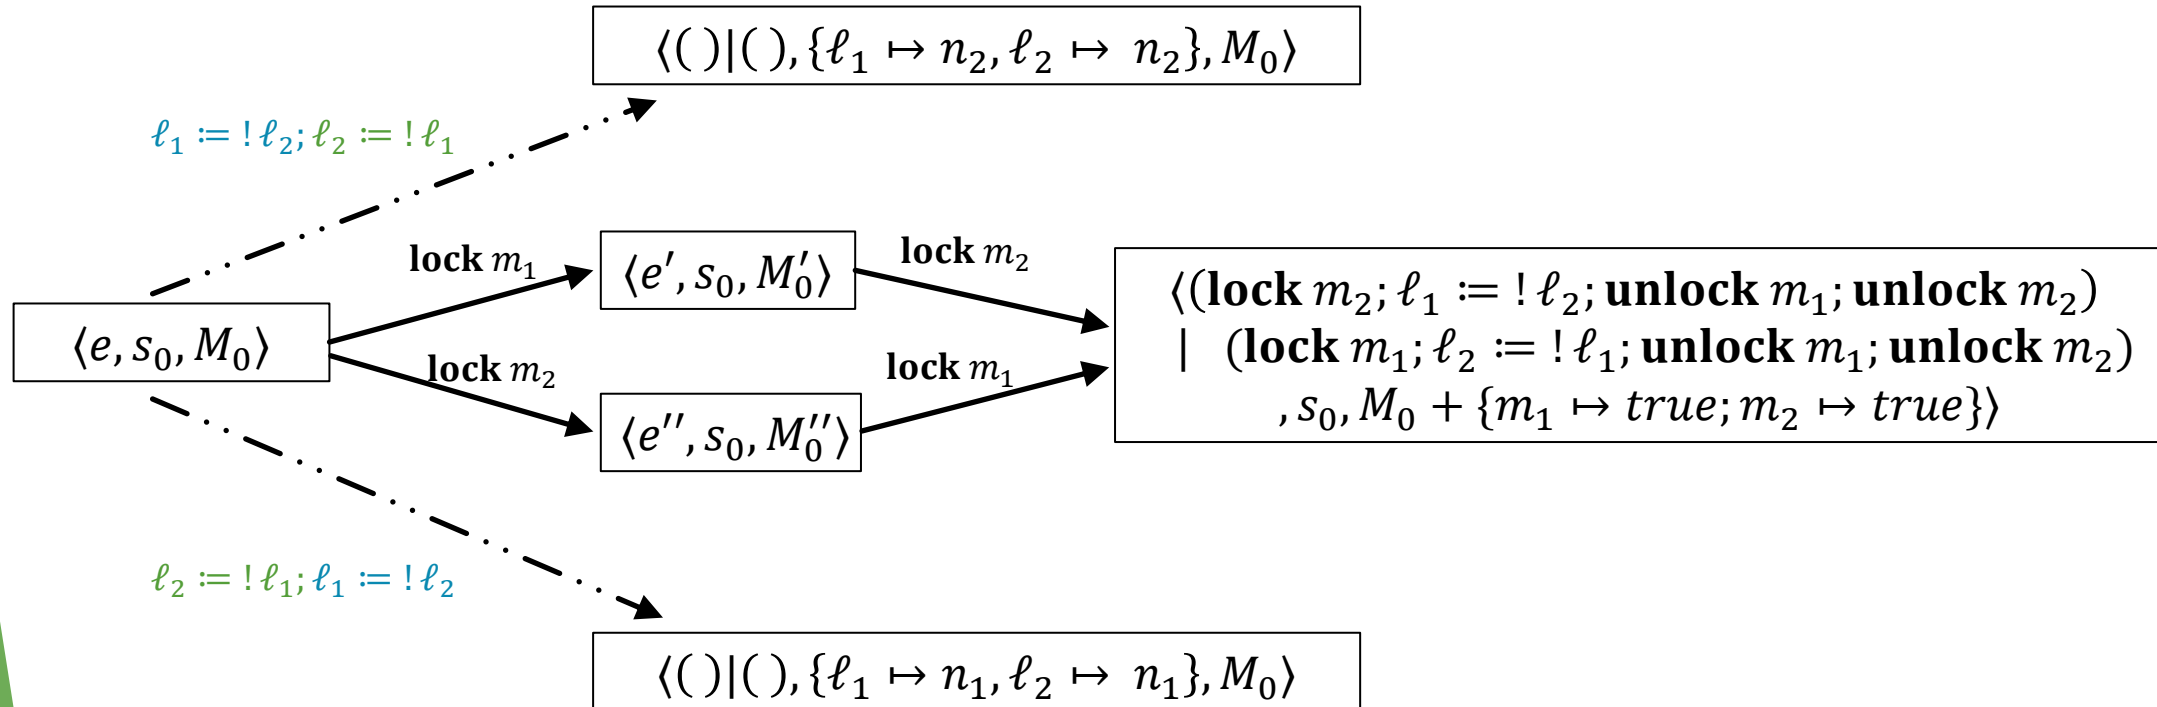 ⟨( )|( ), {ℓ₁ ↦ n₂, ℓ₂ ↦ n₂}, M₀⟩
ℓ₁ ≔ ! ℓ₂; ℓ₂ ≔ ! ℓ₁
lock m₁
⟨e′, s₀, M₀′⟩
lock m₂
⟨e, s₀, M₀⟩
⟨(lock m₂; ℓ₁ ≔ ! ℓ₂; unlock m₁; unlock m₂)
| (lock m₁; ℓ₂ ≔ ! ℓ₁; unlock m₁; unlock m₂)
, s₀, M₀ + {m₁ ↦ true; m₂ ↦ true}⟩
lock m₂
⟨e′′, s₀, M₀′′⟩
lock m₁
ℓ₂ ≔ ! ℓ₁; ℓ₁ ≔ ! ℓ₂
⟨( )|( ), {ℓ₁ ↦ n₁, ℓ₂ ↦ n₁}, M₀⟩